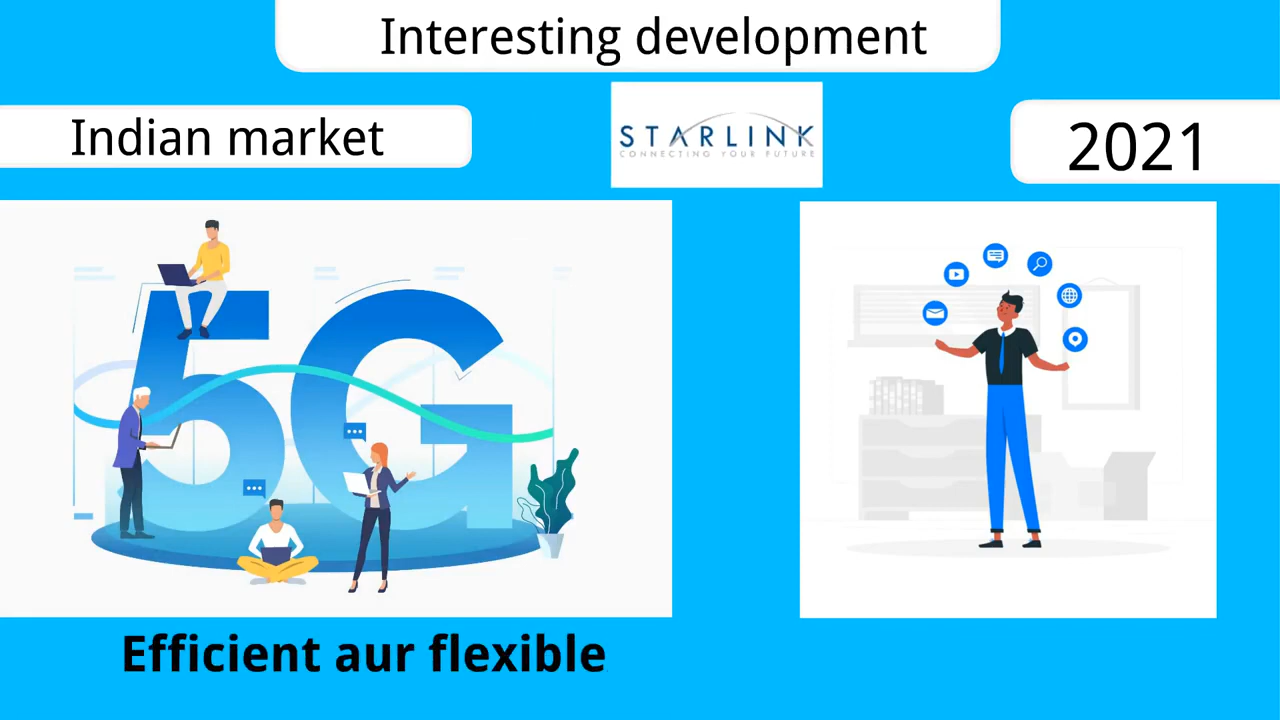 Interesting development
Indian market
STARLINK
CONNECTING YOUR FUTURE
2021
5G
Efficient aur flexible